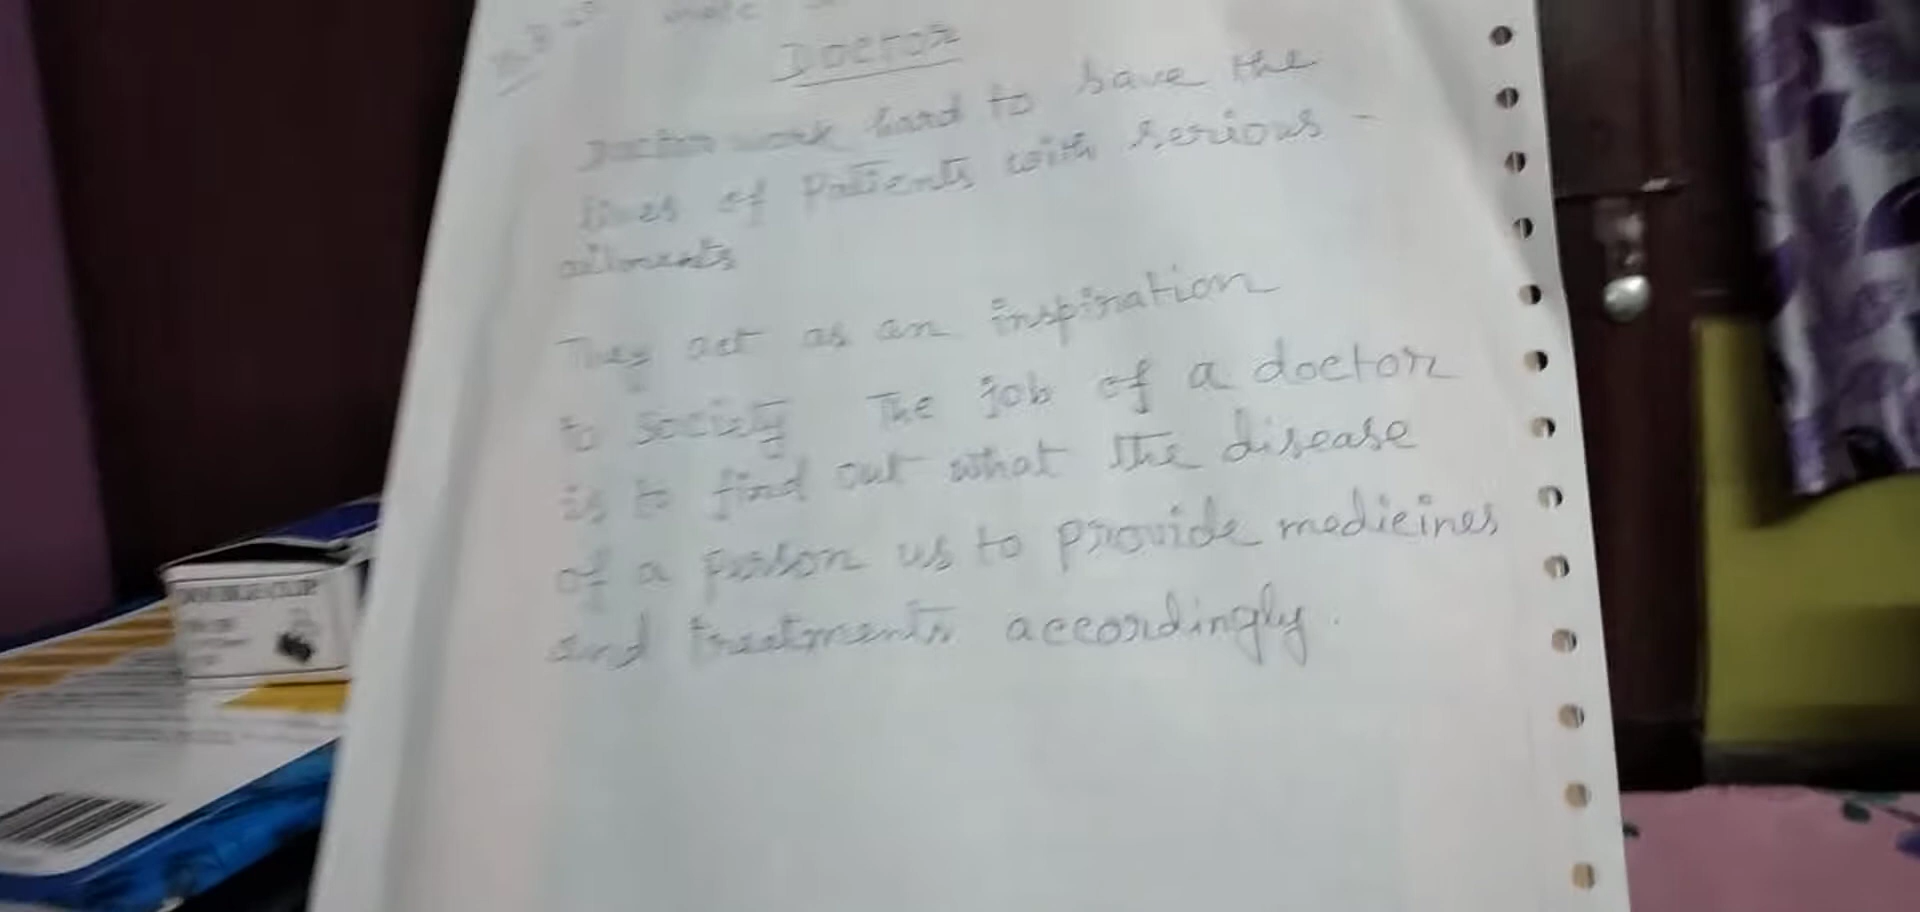 Doctor
Doctor work hard to save the
lives of Patients with serious -
ailments
They act as an inspiration
to society The job of a doctor
is to find out what the disease
of a person us to provide medicines
and treatments accordingly.